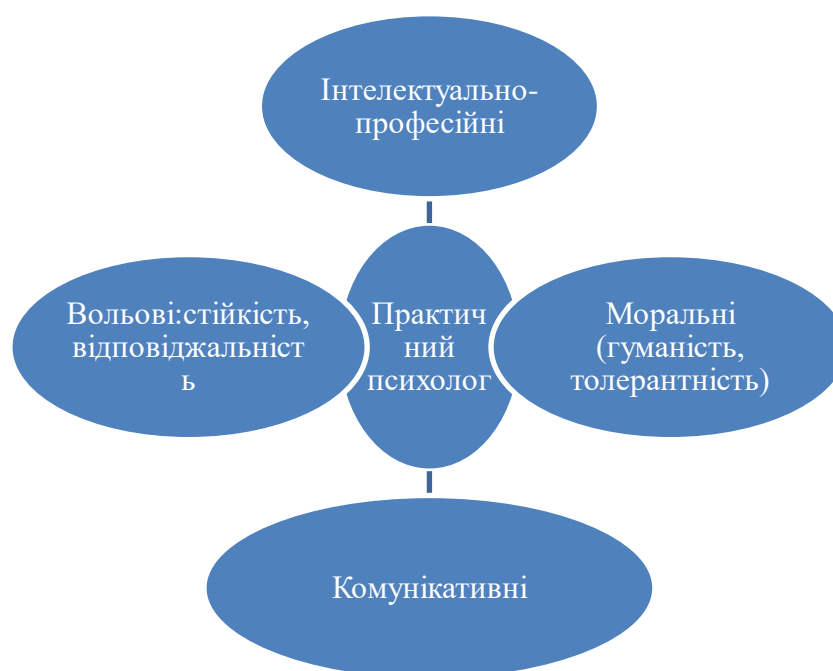 Інтелектуально-
професійні
Вольові:стійкість,
відповіджальніст
ь
Практич
ний
психолог
Моральні
(гуманість,
толерантність)
Комунікативні